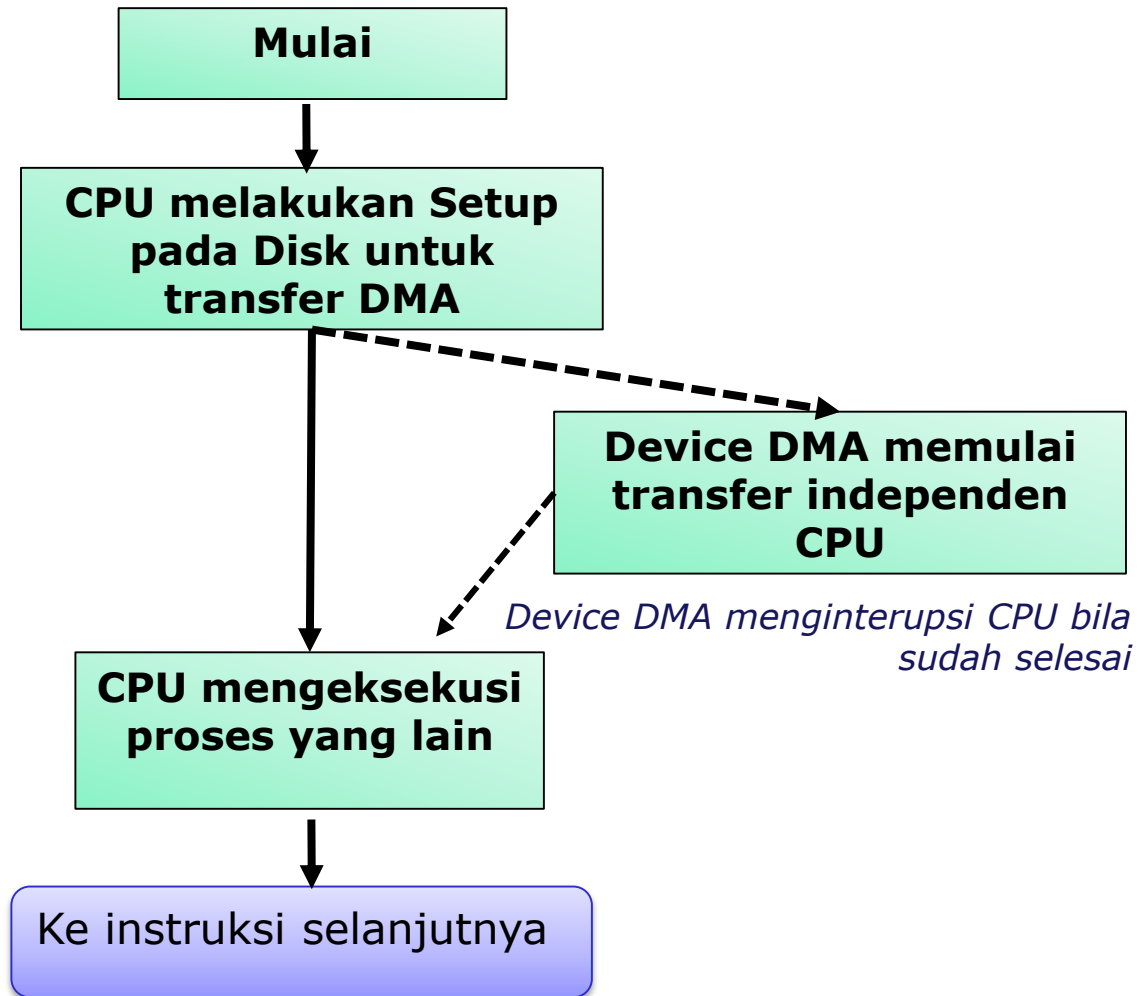 Mulai
CPU melakukan Setup
pada Disk untuk
transfer DMA
Device DMA memulai
transfer independen
CPU
Device DMA menginterupsi CPU bila
sudah selesai
CPU mengeksekusi
proses yang lain
Ke instruksi selanjutnya